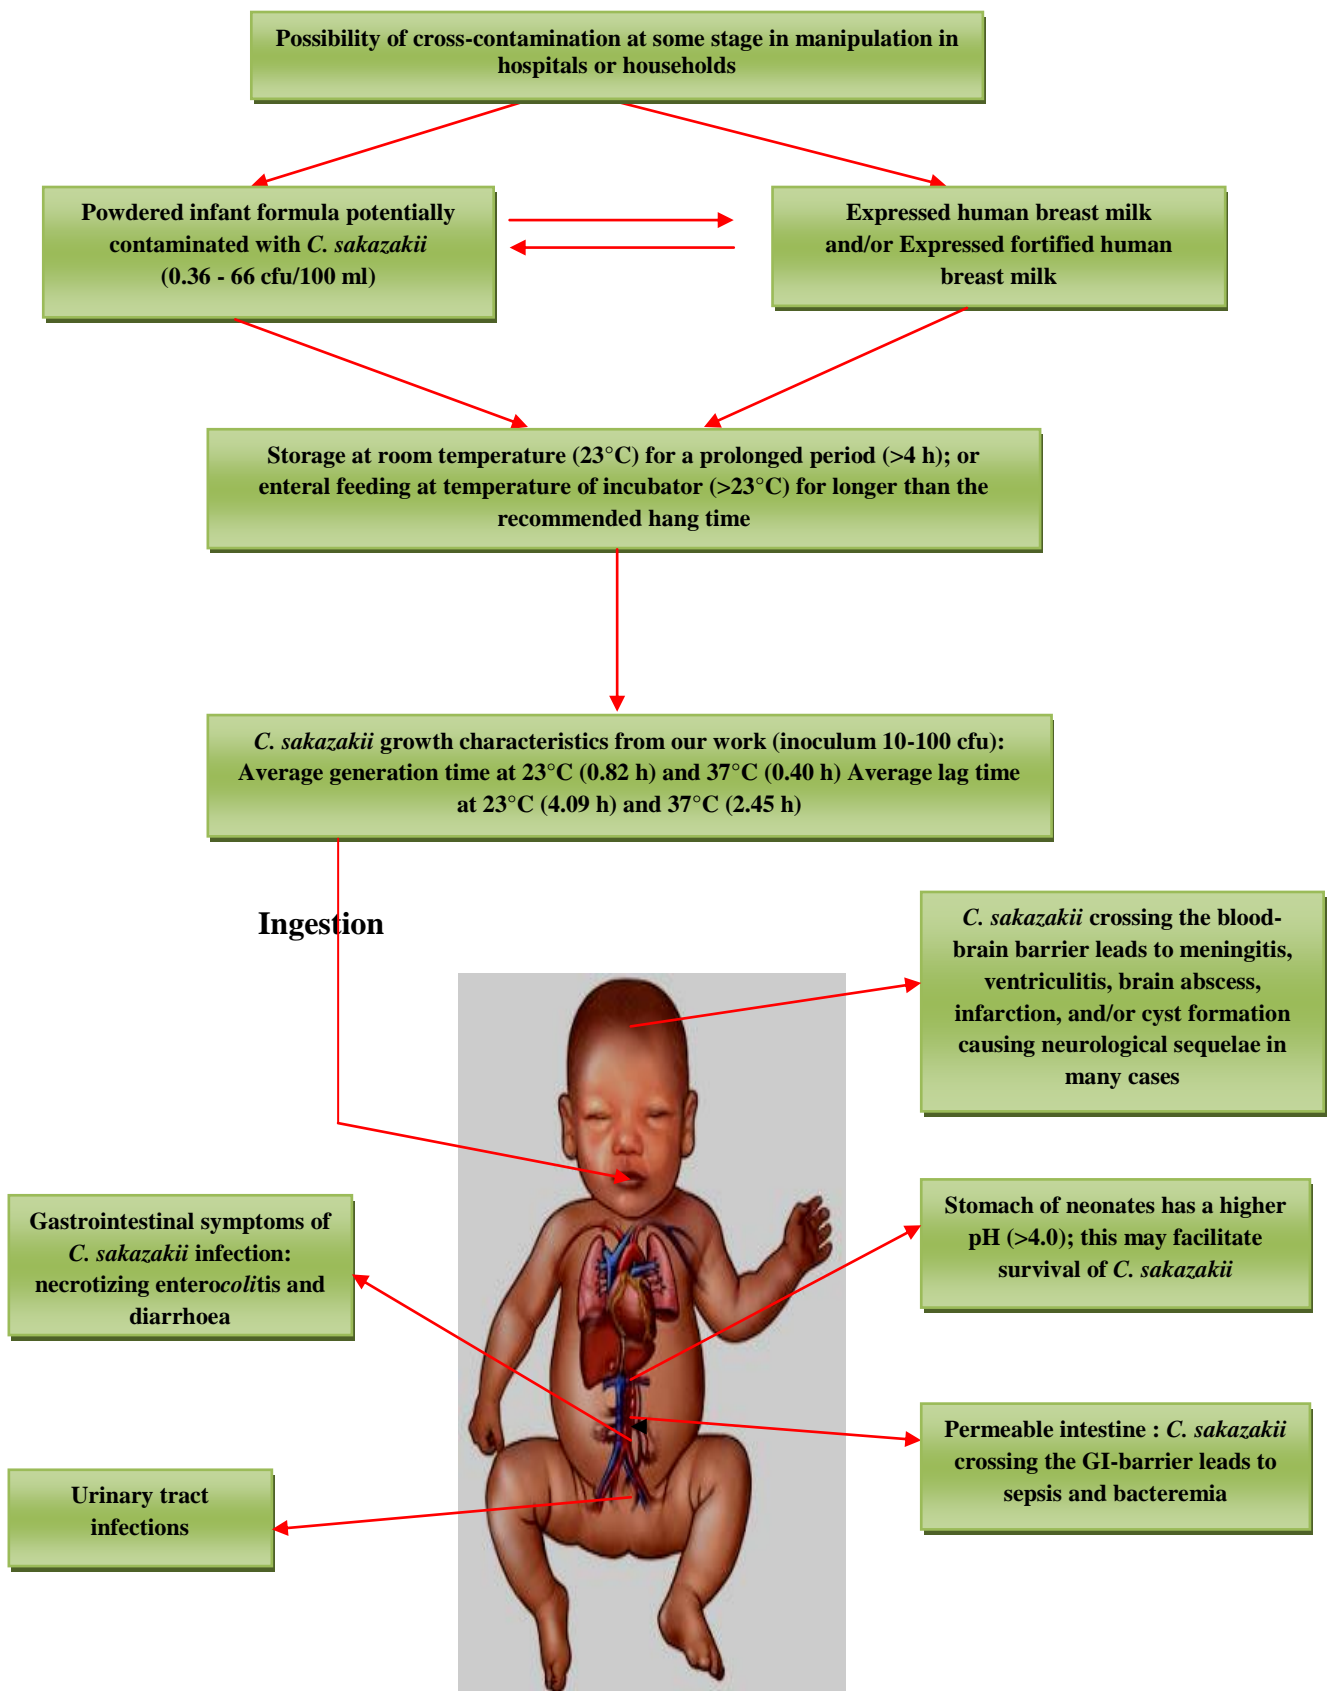 Possibility of cross-contamination at some stage in manipulation in
hospitals or households
Powdered infant formula potentially
contaminated with C. sakazakii
(0.36 - 66 cfu/100 ml)
Expressed human breast milk
and/or Expressed fortified human
breast milk
Storage at room temperature (23°C) for a prolonged period (>4 h); or
enteral feeding at temperature of incubator (>23°C) for longer than the
recommended hang time
C. sakazakii growth characteristics from our work (inoculum 10-100 cfu):
Average generation time at 23°C (0.82 h) and 37°C (0.40 h) Average lag time
at 23°C (4.09 h) and 37°C (2.45 h)
Ingestion
C. sakazakii crossing the blood-
brain barrier leads to meningitis,
ventriculitis, brain abscess,
infarction, and/or cyst formation
causing neurological sequelae in
many cases
Gastrointestinal symptoms of
C. sakazakii infection:
necrotizing enterocolitis and
diarrhoea
Stomach of neonates has a higher
pH (>4.0); this may facilitate
survival of C. sakazakii
Permeable intestine : C. sakazakii
crossing the GI-barrier leads to
sepsis and bacteremia
Urinary tract
infections